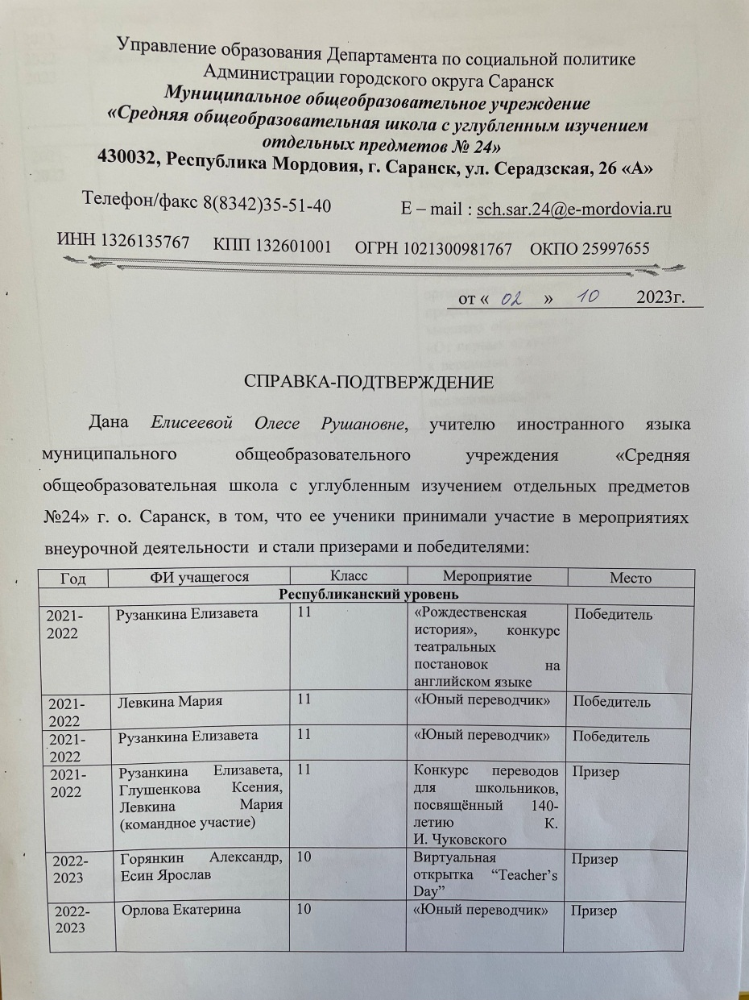 Управление образования Департамента по социальной политике
Администрации городского округа Саранск
Муниципальное общеобразовательное учреждение
«Средняя общеобразовательная школа с углубленным изучением
отдельных предметов № 24»
430032, Республика Мордовия, г. Саранск, ул. Серадзская, 26 «А»
Телефон/факс 8(8342)35-51-40 E – mail : sch.sar.24@e-mordovia.ru
ИНН 1326135767 КПП 132601001 ОГРН 1021300981767 ОКПО 25997655
от « 02 » 10 2023г.
СПРАВКА-ПОДТВЕРЖДЕНИЕ
Дана Елисеевой Олесе Рушановне, учителю иностранного языка
муниципального общеобразовательного учреждения «Средняя
общеобразовательная школа с углубленным изучением отдельных предметов
№24» г. о. Саранск, в том, что ее ученики принимали участие в мероприятиях
внеурочной деятельности и стали призерами и победителями:
Год ФИ учащегося Класс Мероприятие Место
Республиканский уровень
2021- Рузанкина Елизавета 11 «Рождественская Победитель
2022 история», конкурс
театральных
постановок на
английском языке
2021- Левкина Мария 11 «Юный переводчик» Победитель
2022
2021- Рузанкина Елизавета 11 «Юный переводчик» Победитель
2022
2021- Рузанкина Елизавета, 11 Конкурс переводов Призер
2022 Глушенкова Ксения, для школьников,
Левкина Мария посвящённый 140-
(командное участие) летию К.
И. Чуковского
2022- Горянкин Александр, 10 Виртуальная Призер
2023 Есин Ярослав открытка “Teacher’s
Day”
2022- Орлова Екатерина 10 «Юный переводчик» Призер
2023